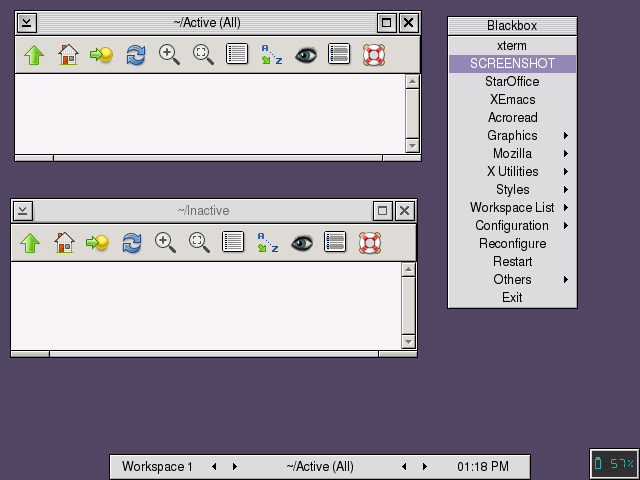 ~/Active (All)
A
Z
~/Inactive
A
Z
Blackbox
xterm
SCREENSHOT
StarOffice
XEmacs
Acroread
Graphics
Mozilla
X Utilities
Styles
Workspace List
Configuration
Reconfigure
Restart
Others
Exit
Workspace 1
~/Active (All)
01:18 PM
57%